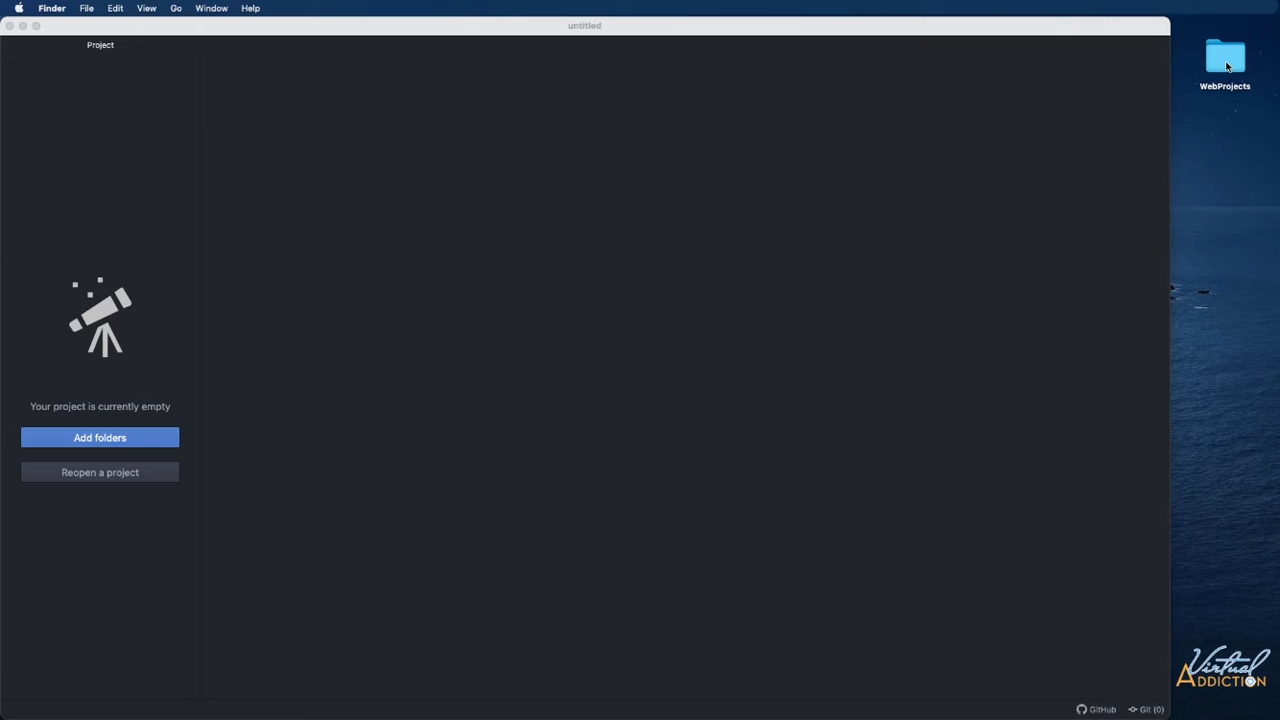 Finder File Edit View Go Window Help
untitled
Project
WebProjects
Your project is currently empty
Add folders
Reopen a project
Virtual
ADDICTION
GitHub Git (0)